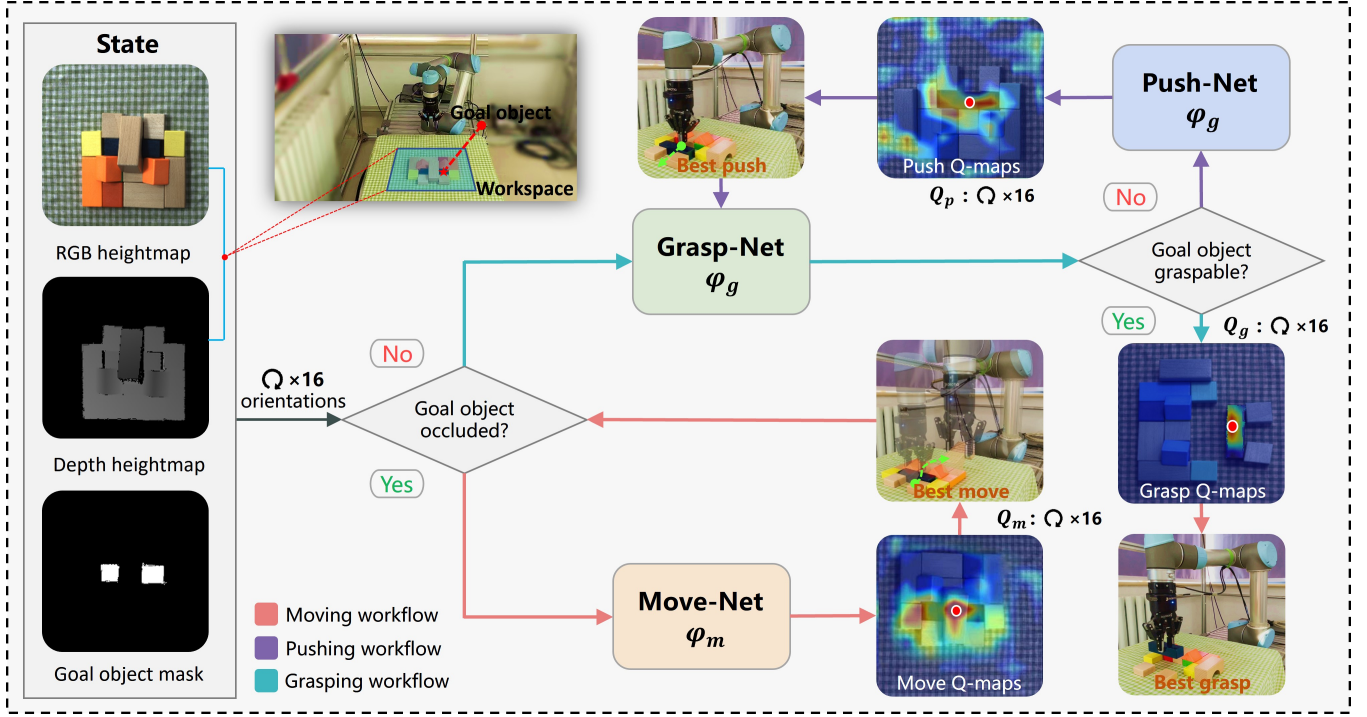 State
RGB heightmap
Depth heightmap
Goal object mask
Goal object
Workspace
↻ ×16
orientations
Goal object
occluded?
No
Yes
Moving workflow
Pushing workflow
Grasping workflow
Grasp-Net
φg
Move-Net
φm
Best push
Push Q-maps
Qp : ↻ ×16
Push-Net
φg
No
Goal object
graspable?
Yes
Qg : ↻ ×16
Best move
Qm : ↻ ×16
Move Q-maps
Grasp Q-maps
Best grasp